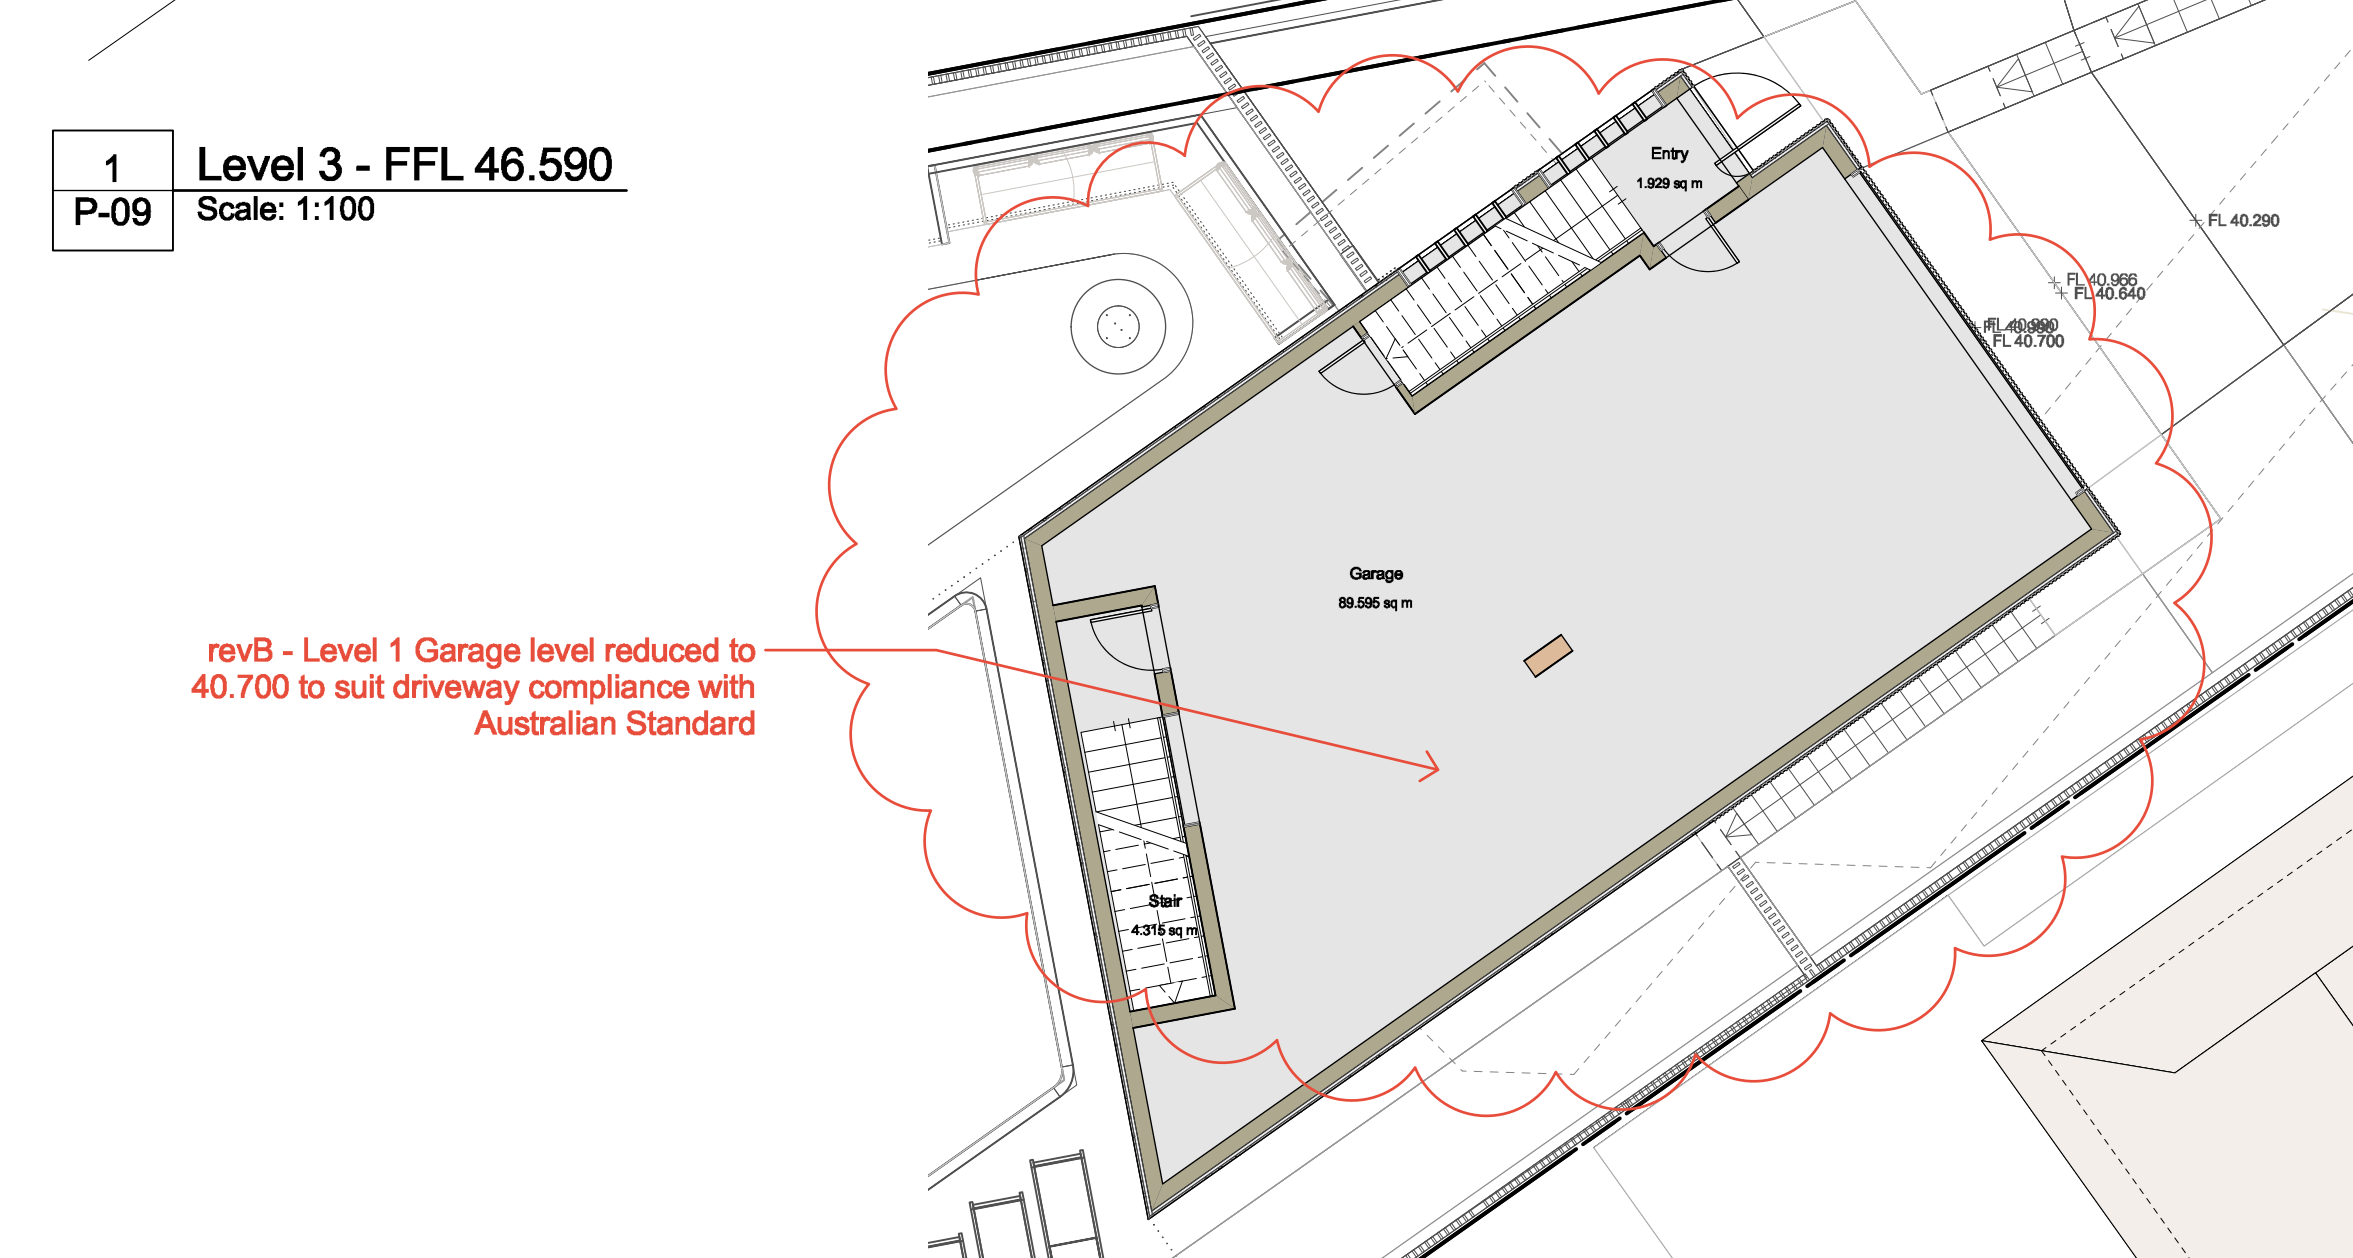 1
P-09
Level 3 - FFL 46.590
Scale: 1:100
Entry
1.929 sq m
FL 40.290
FL 40.966
FL 40.640
FL 40.700
Garage
89.595 sq m
revB - Level 1 Garage level reduced to
40.700 to suit driveway compliance with
Australian Standard
Stair
4.315 sq m